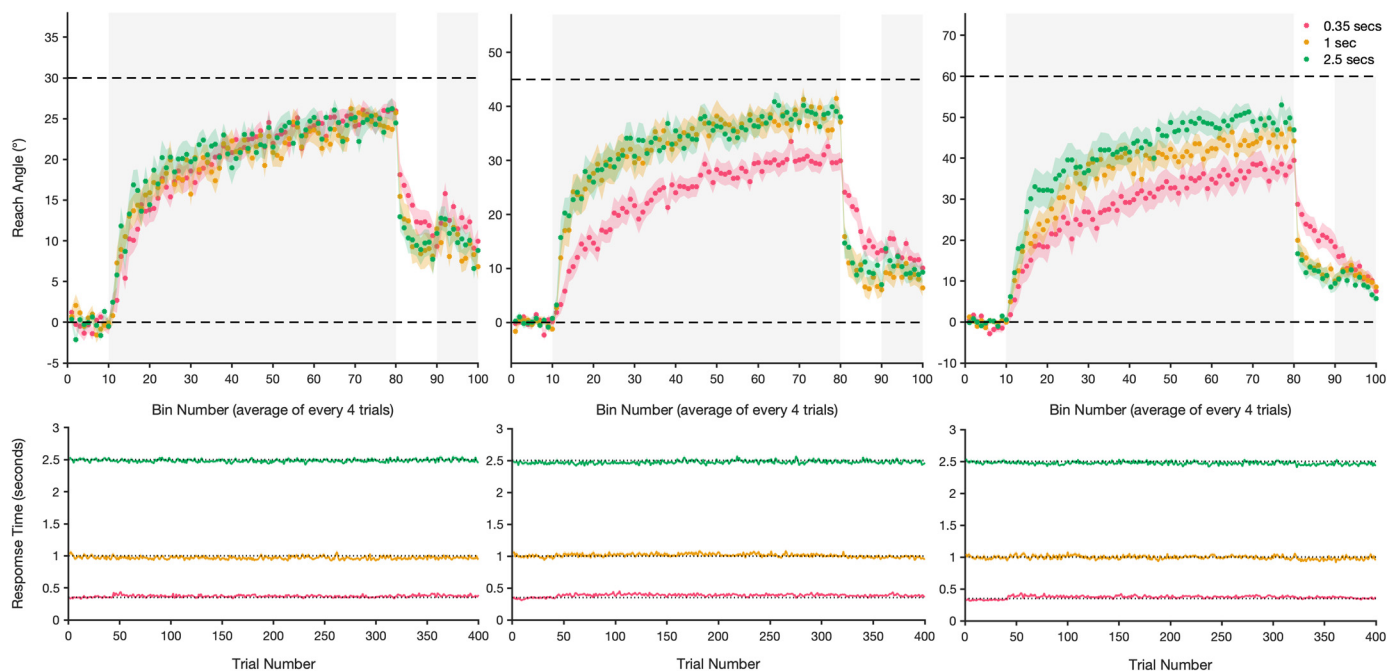 0.35 secs
1 sec
2.5 secs
Reach Angle (°)
35
30
25
20
15
10
5
0
-5
0 10 20 30 40 50 60 70 80 90 100
Bin Number (average of every 4 trials)
50
40
30
20
10
0
0 10 20 30 40 50 60 70 80 90 100
Bin Number (average of every 4 trials)
70
60
50
40
30
20
10
0
-10
0 10 20 30 40 50 60 70 80 90 100
Bin Number (average of every 4 trials)
Response Time (seconds)
3
2.5
2
1.5
1
0.5
0
0 50 100 150 200 250 300 350 400
Trial Number
3
2.5
2
1.5
1
0.5
0
0 50 100 150 200 250 300 350 400
Trial Number
3
2.5
2
1.5
1
0.5
0
0 50 100 150 200 250 300 350 400
Trial Number